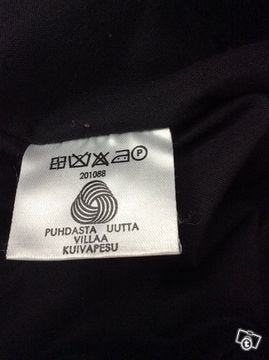 P
201088
PUHDASTA UUTTA
VILLAA
KUIVAPESU